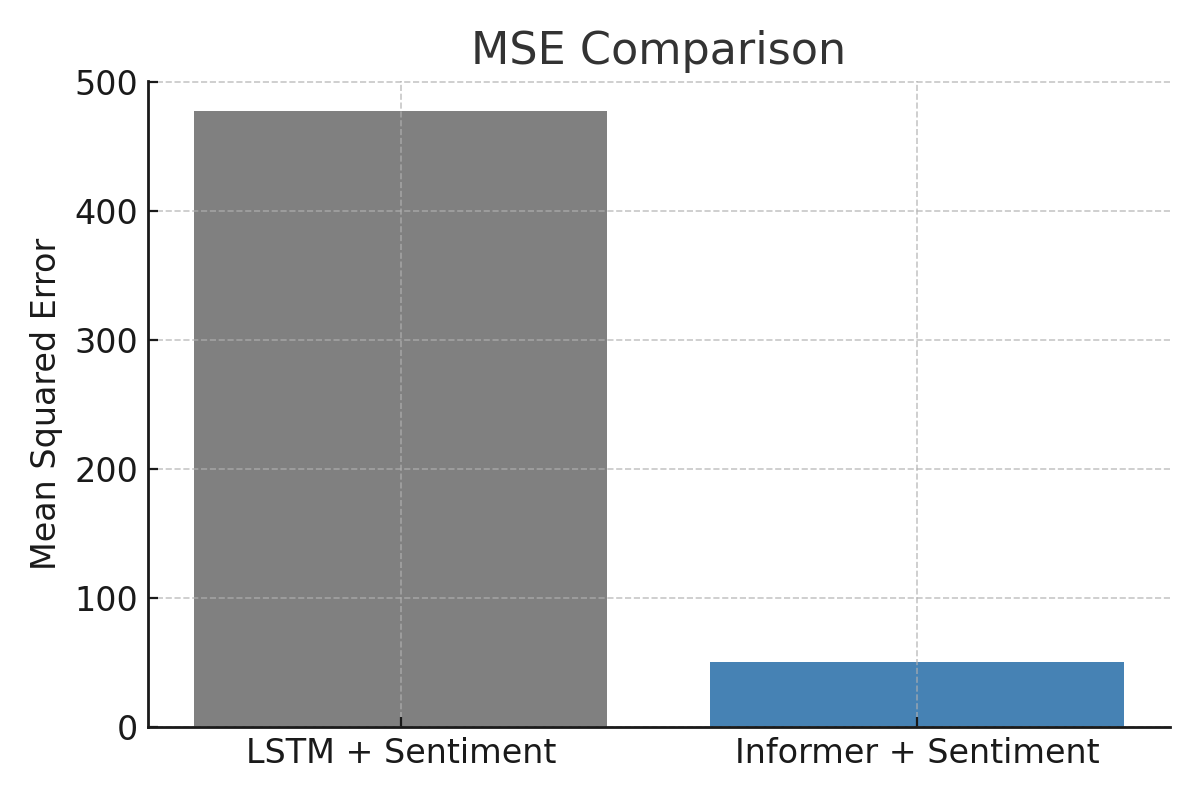 MSE Comparison
Mean Squared Error
500
400
300
200
100
0
LSTM + Sentiment
Informer + Sentiment